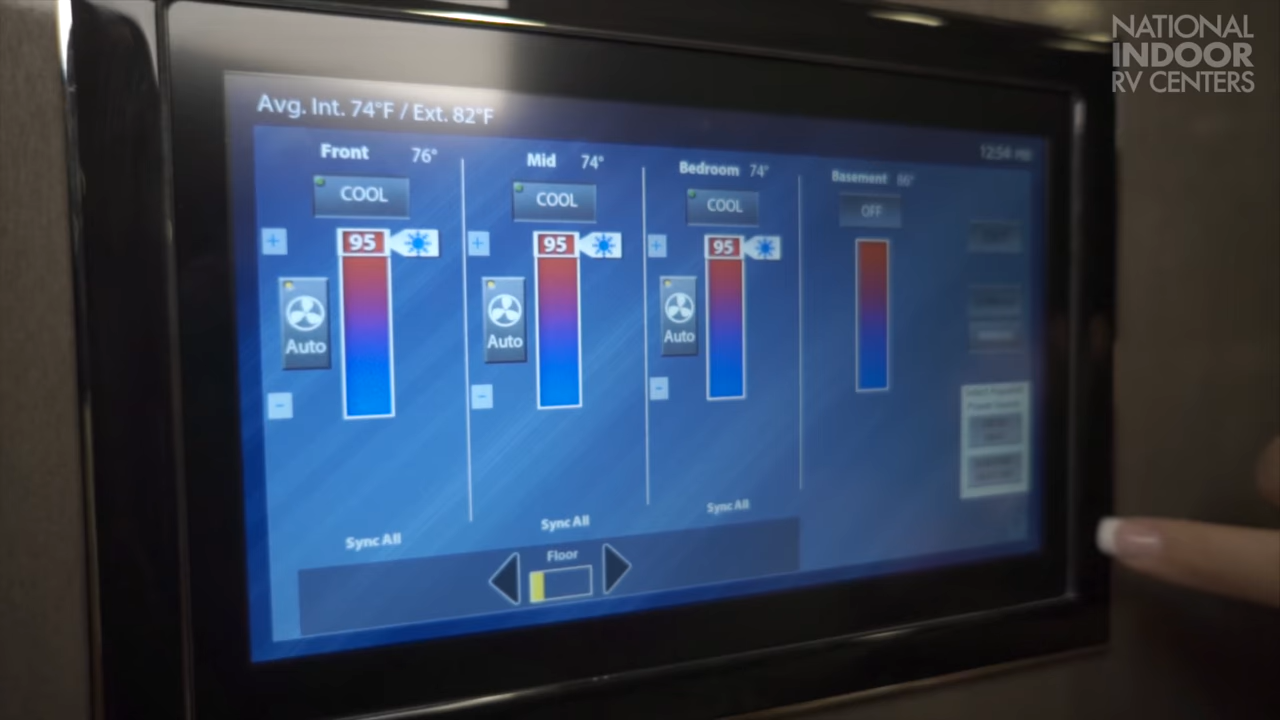 NATIONAL
INDOOR
RV CENTERS
Avg. Int. 74°F / Ext. 82°F
12:54 PM
Front 76°
Mid 74°
Bedroom 74°
Basement 86°
COOL
COOL
COOL
OFF
+
95
+
95
+
95
Auto
Auto
Auto
-
-
-
Sync All
Sync All
Sync All
Floor